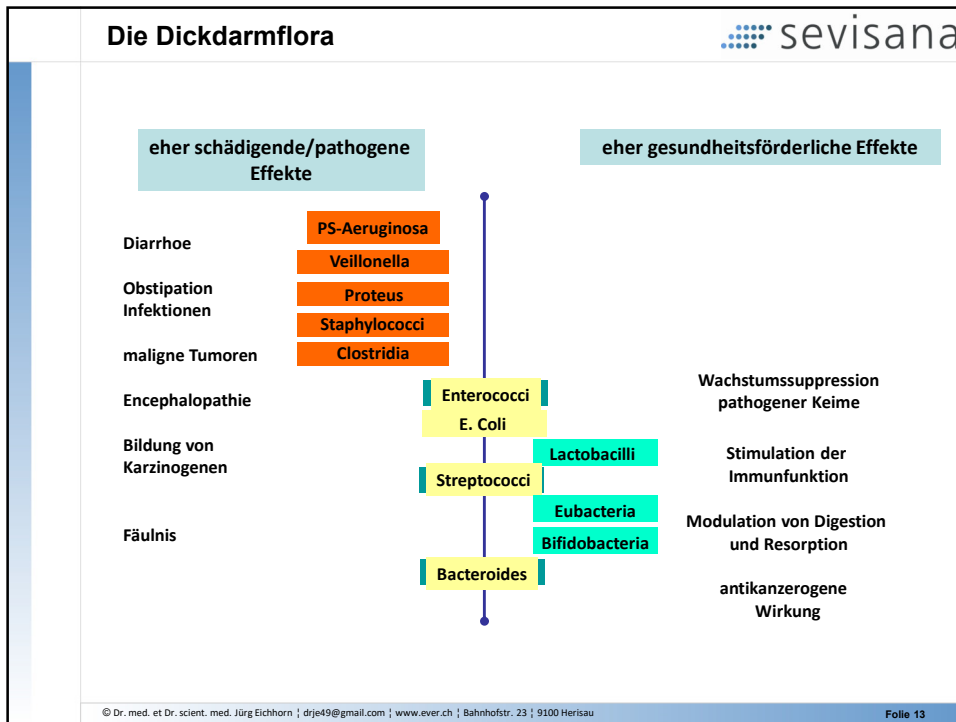 Die Dickdarmflora
sevisana
eher schädigende/pathogene
Effekte
eher gesundheitsförderliche Effekte
Diarrhoe
Obstipation
Infektionen
maligne Tumoren
Encephalopathie
Bildung von
Karzinogenen
Fäulnis
PS-Aeruginosa
Veillonella
Proteus
Staphylococci
Clostridia
Enterococci
E. Coli
Lactobacilli
Streptococci
Eubacteria
Bifidobacteria
Bacteroides
Wachstumssuppression
pathogener Keime
Stimulation der
Immunfunktion
Modulation von Digestion
und Resorption
antikanzerogene
Wirkung
© Dr. med. et Dr. scient. med. Jürg Eichhorn ¦ drje49@gmail.com ¦ www.ever.ch ¦ Bahnhofstr. 23 ¦ 9100 Herisau
Folie 13